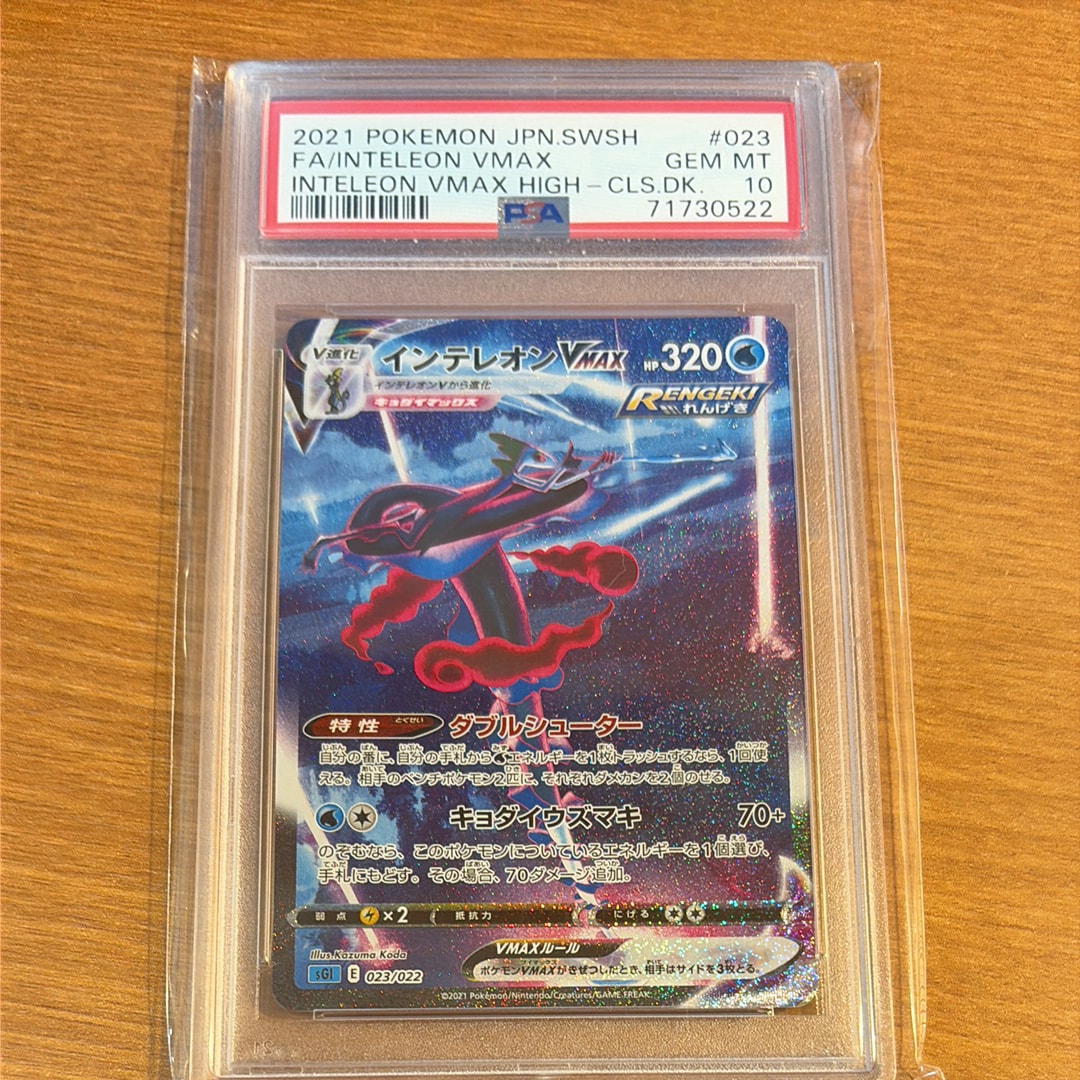 2021 POKEMON JPN.SWSH #023
FA/INTELEON VMAX GEM MT
INTELEON VMAX HIGH-CLS.DK. 10
PSA 71730522
V進化 インテレオンVMAX HP320
インテレオンVから進化
キョダイマックス
RENGEKI
れんげき
特性 とくせい ダブルシューター
自分の番に、自分の手札からエネルギーを1枚トラッシュするなら、1回使
える。相手のベンチポケモン2匹に、それぞれダメカンを2個のせる。
キョダイウズマキ 70+
のぞむなら、このポケモンについているエネルギーを1個選び、
手札にもどす。その場合、70ダメージ追加。
弱点 ×2 抵抗力 にげる
Illus.Kazuma Koda
VMAXルール
sGI E 023/022
ポケモンVMAXがきぜつしたとき、相手はサイドを3枚とる。
©2021 Pokémon/Nintendo/Creatures/GAME FREAK.